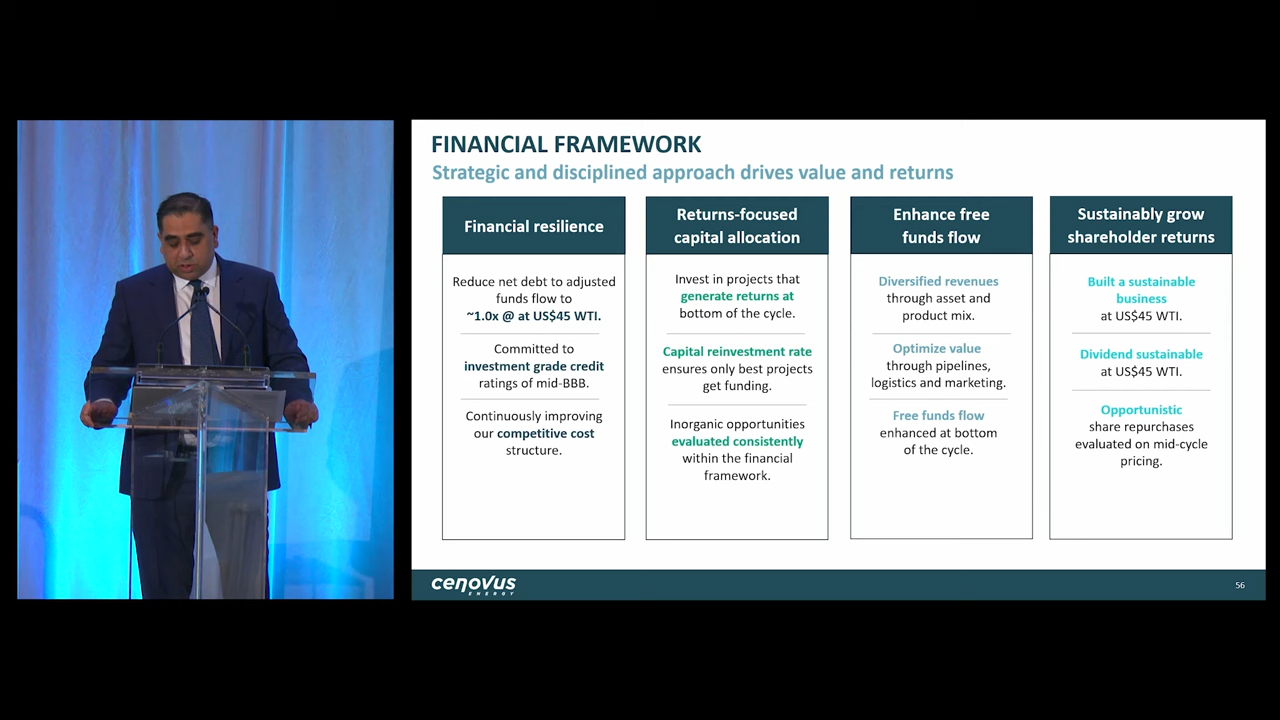 FINANCIAL FRAMEWORK
Strategic and disciplined approach drives value and returns
Financial resilience
Reduce net debt to adjusted
funds flow to
~1.0x @ at US$45 WTI.
Committed to
investment grade credit
ratings of mid-BBB.
Continuously improving
our competitive cost
structure.
Returns-focused
capital allocation
Invest in projects that
generate returns at
bottom of the cycle.
Capital reinvestment rate
ensures only best projects
get funding.
Inorganic opportunities
evaluated consistently
within the financial
framework.
Enhance free
funds flow
Diversified revenues
through asset and
product mix.
Optimize value
through pipelines,
logistics and marketing.
Free funds flow
enhanced at bottom
of the cycle.
Sustainably grow
shareholder returns
Built a sustainable
business
at US$45 WTI.
Dividend sustainable
at US$45 WTI.
Opportunistic
share repurchases
evaluated on mid-cycle
pricing.
cenovus
ENERGY
56